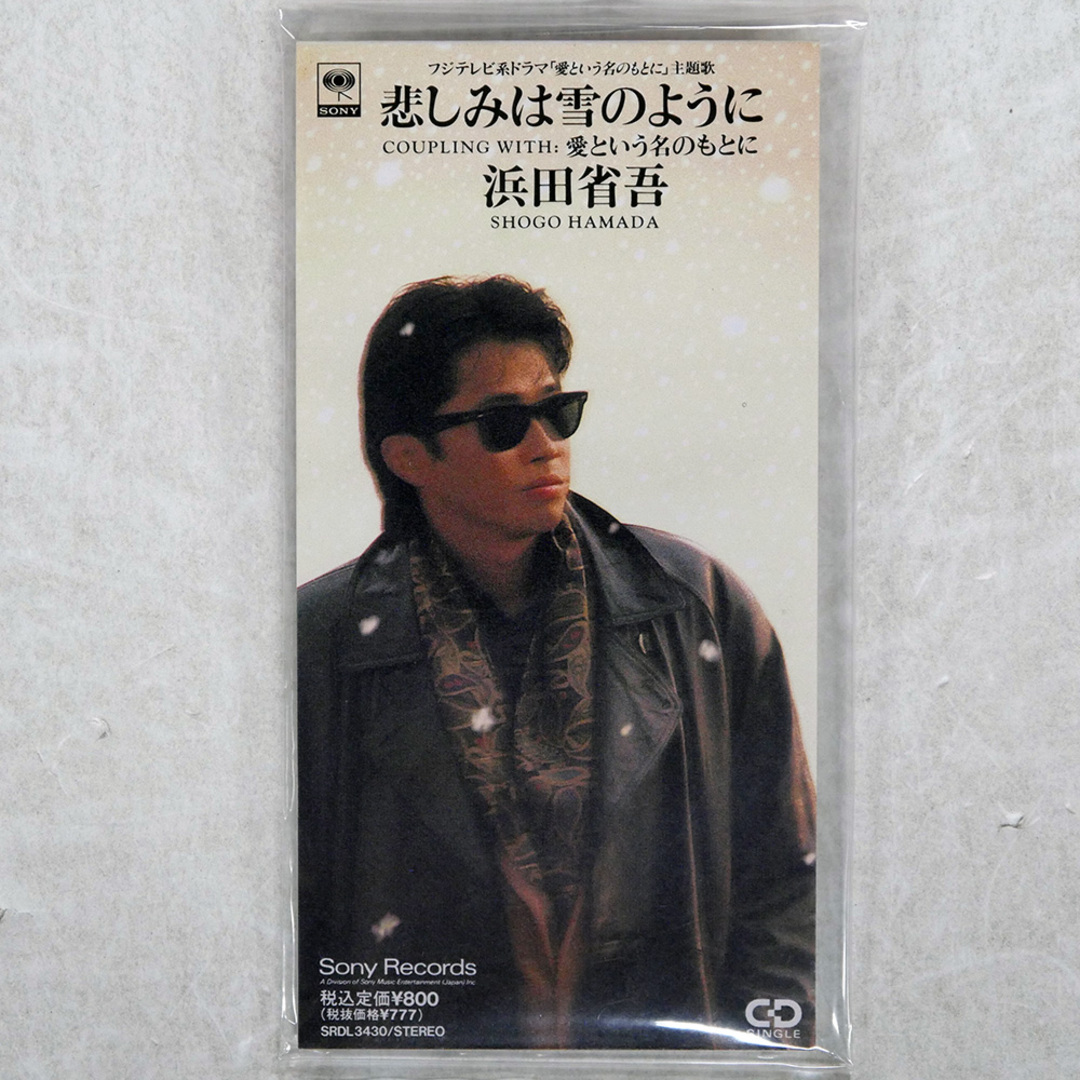 フジテレビ系ドラマ「愛という名のもとに」主題歌
SONY
悲しみは雪のように
COUPLING WITH: 愛という名のもとに
浜田省吾
SHOGO HAMADA
Sony Records
A Division of Sony Music Entertainment (Japan) Inc.
税込定価¥800
(税抜価格¥777)
SRDL3430/STEREO
CD
SINGLE